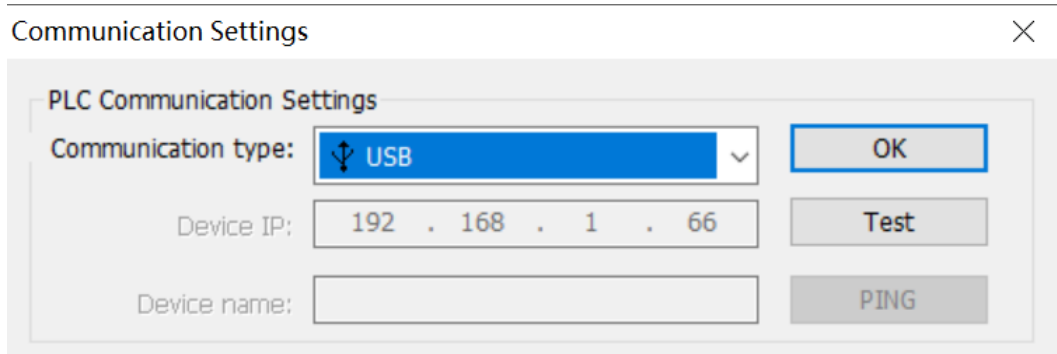 Communication Settings
PLC Communication Settings
Communication type: USB OK
Device IP: 192 . 168 . 1 . 66 Test
Device name: PING